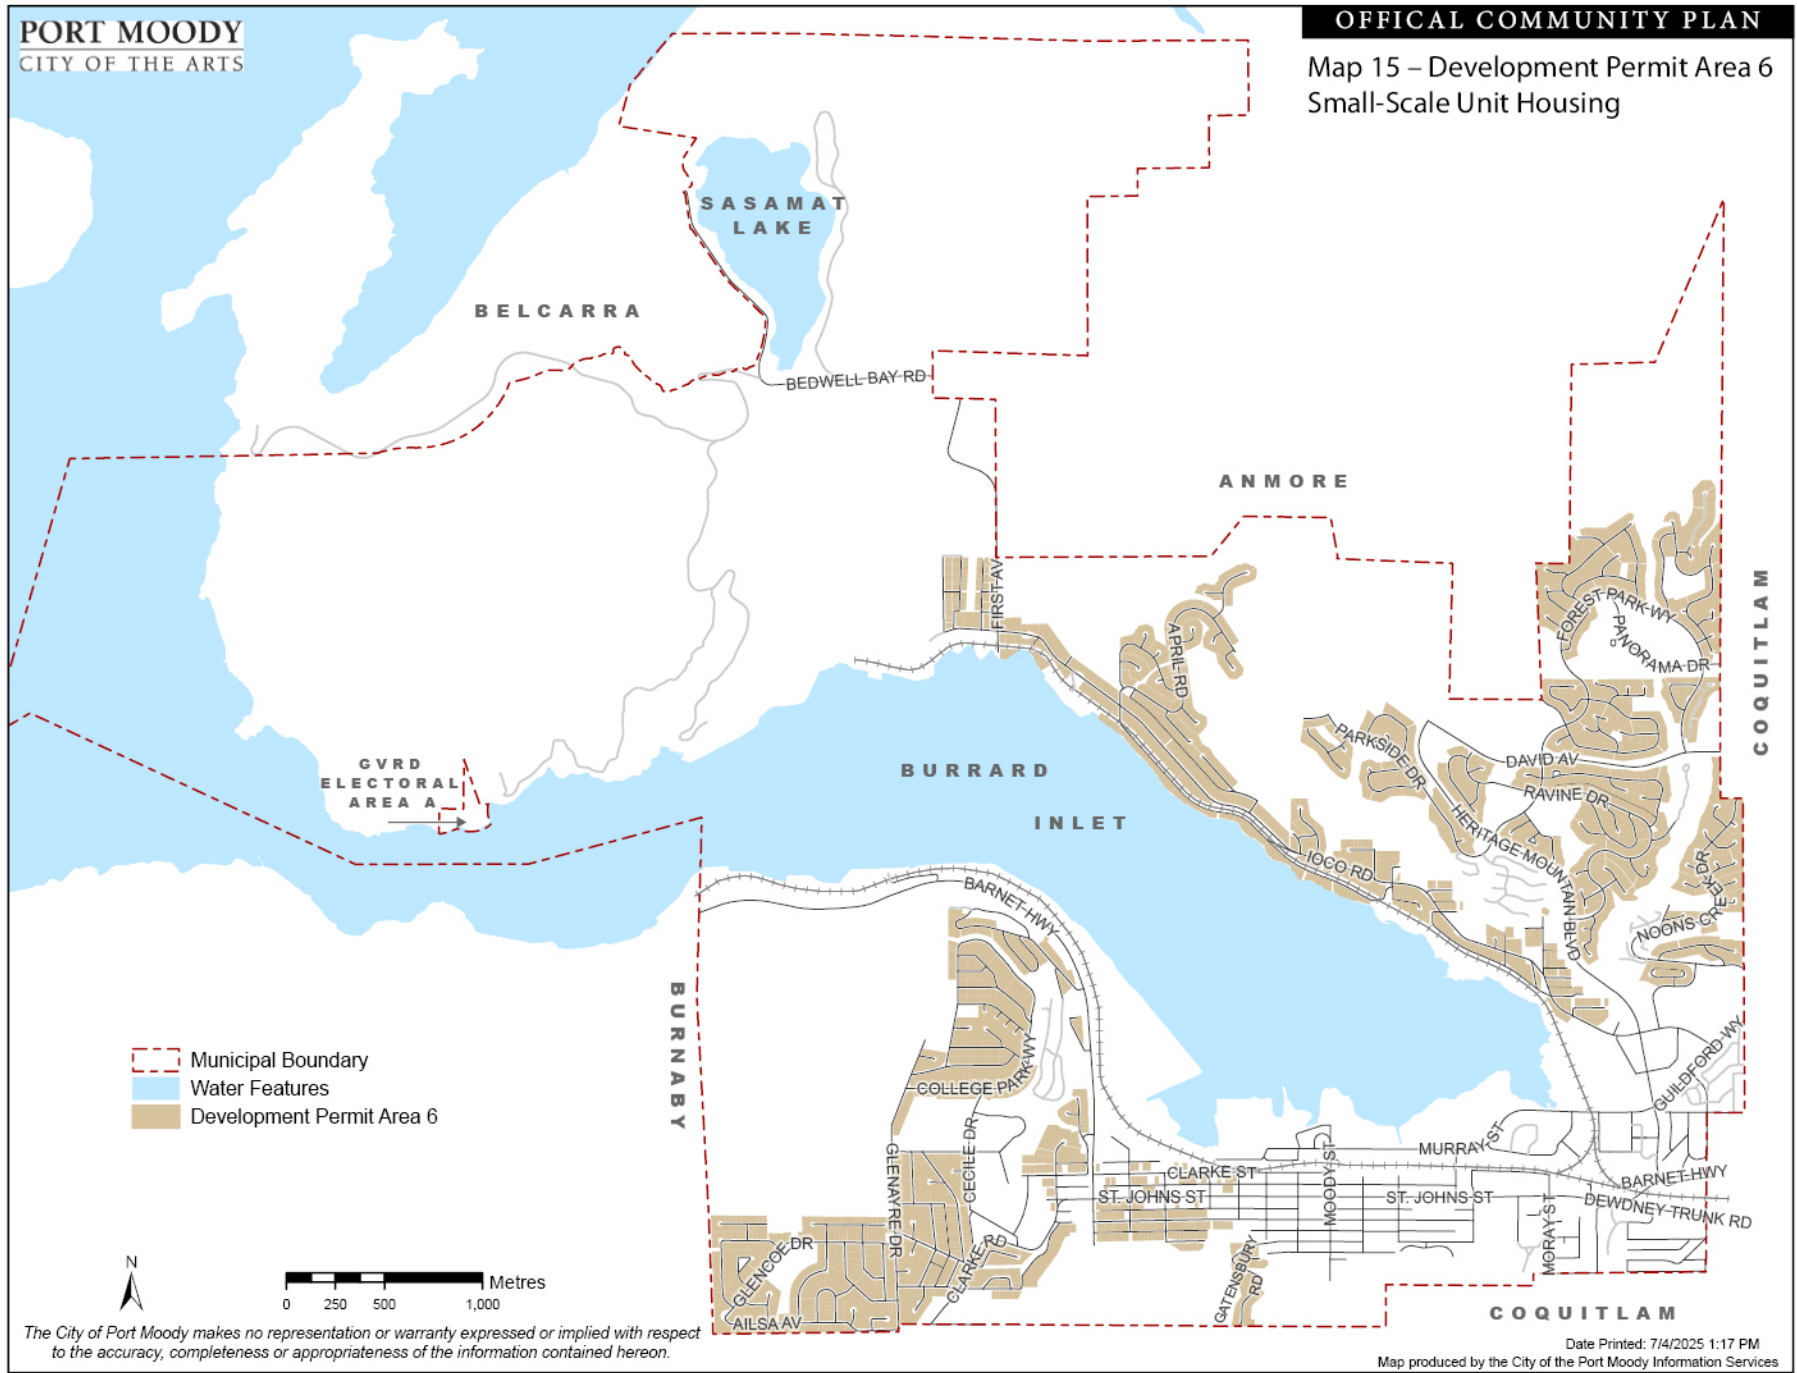 PORT MOODY
CITY OF THE ARTS
OFFICAL COMMUNITY PLAN
Map 15 – Development Permit Area 6
Small-Scale Unit Housing
SASAMAT
LAKE
BELCARRA
BEDWELL BAY RD
ANMORE
FIRST AV
APRIL RD
FOREST PARK WY
PANORAMA DR
COQUITLAM
PARKSIDE DR
DAVID AV
RAVINE DR
HERITAGE MOUNTAIN BLVD
GVRD
ELECTORAL
AREA A
BURRARD
INLET
IOCO RD
NOONS CREEK DR
BARNET HWY
BURNABY
GUILDFORD WY
Municipal Boundary
Water Features
Development Permit Area 6
COLLEGE PARK WY
CECILE DR
GLENAYRE DR
MURRAY ST
CLARKE ST
MOODY ST
ST. JOHNS ST
ST. JOHNS ST
BARNET HWY
DEWDNEY TRUNK RD
MORAY ST
GLENCOE DR
CLARKE RD
GATENSBURY
RD
AILSA AV
COQUITLAM
N
Metres
0 250 500 1,000
The City of Port Moody makes no representation or warranty expressed or implied with respect
to the accuracy, completeness or appropriateness of the information contained hereon.
Date Printed: 7/4/2025 1:17 PM
Map produced by the City of the Port Moody Information Services